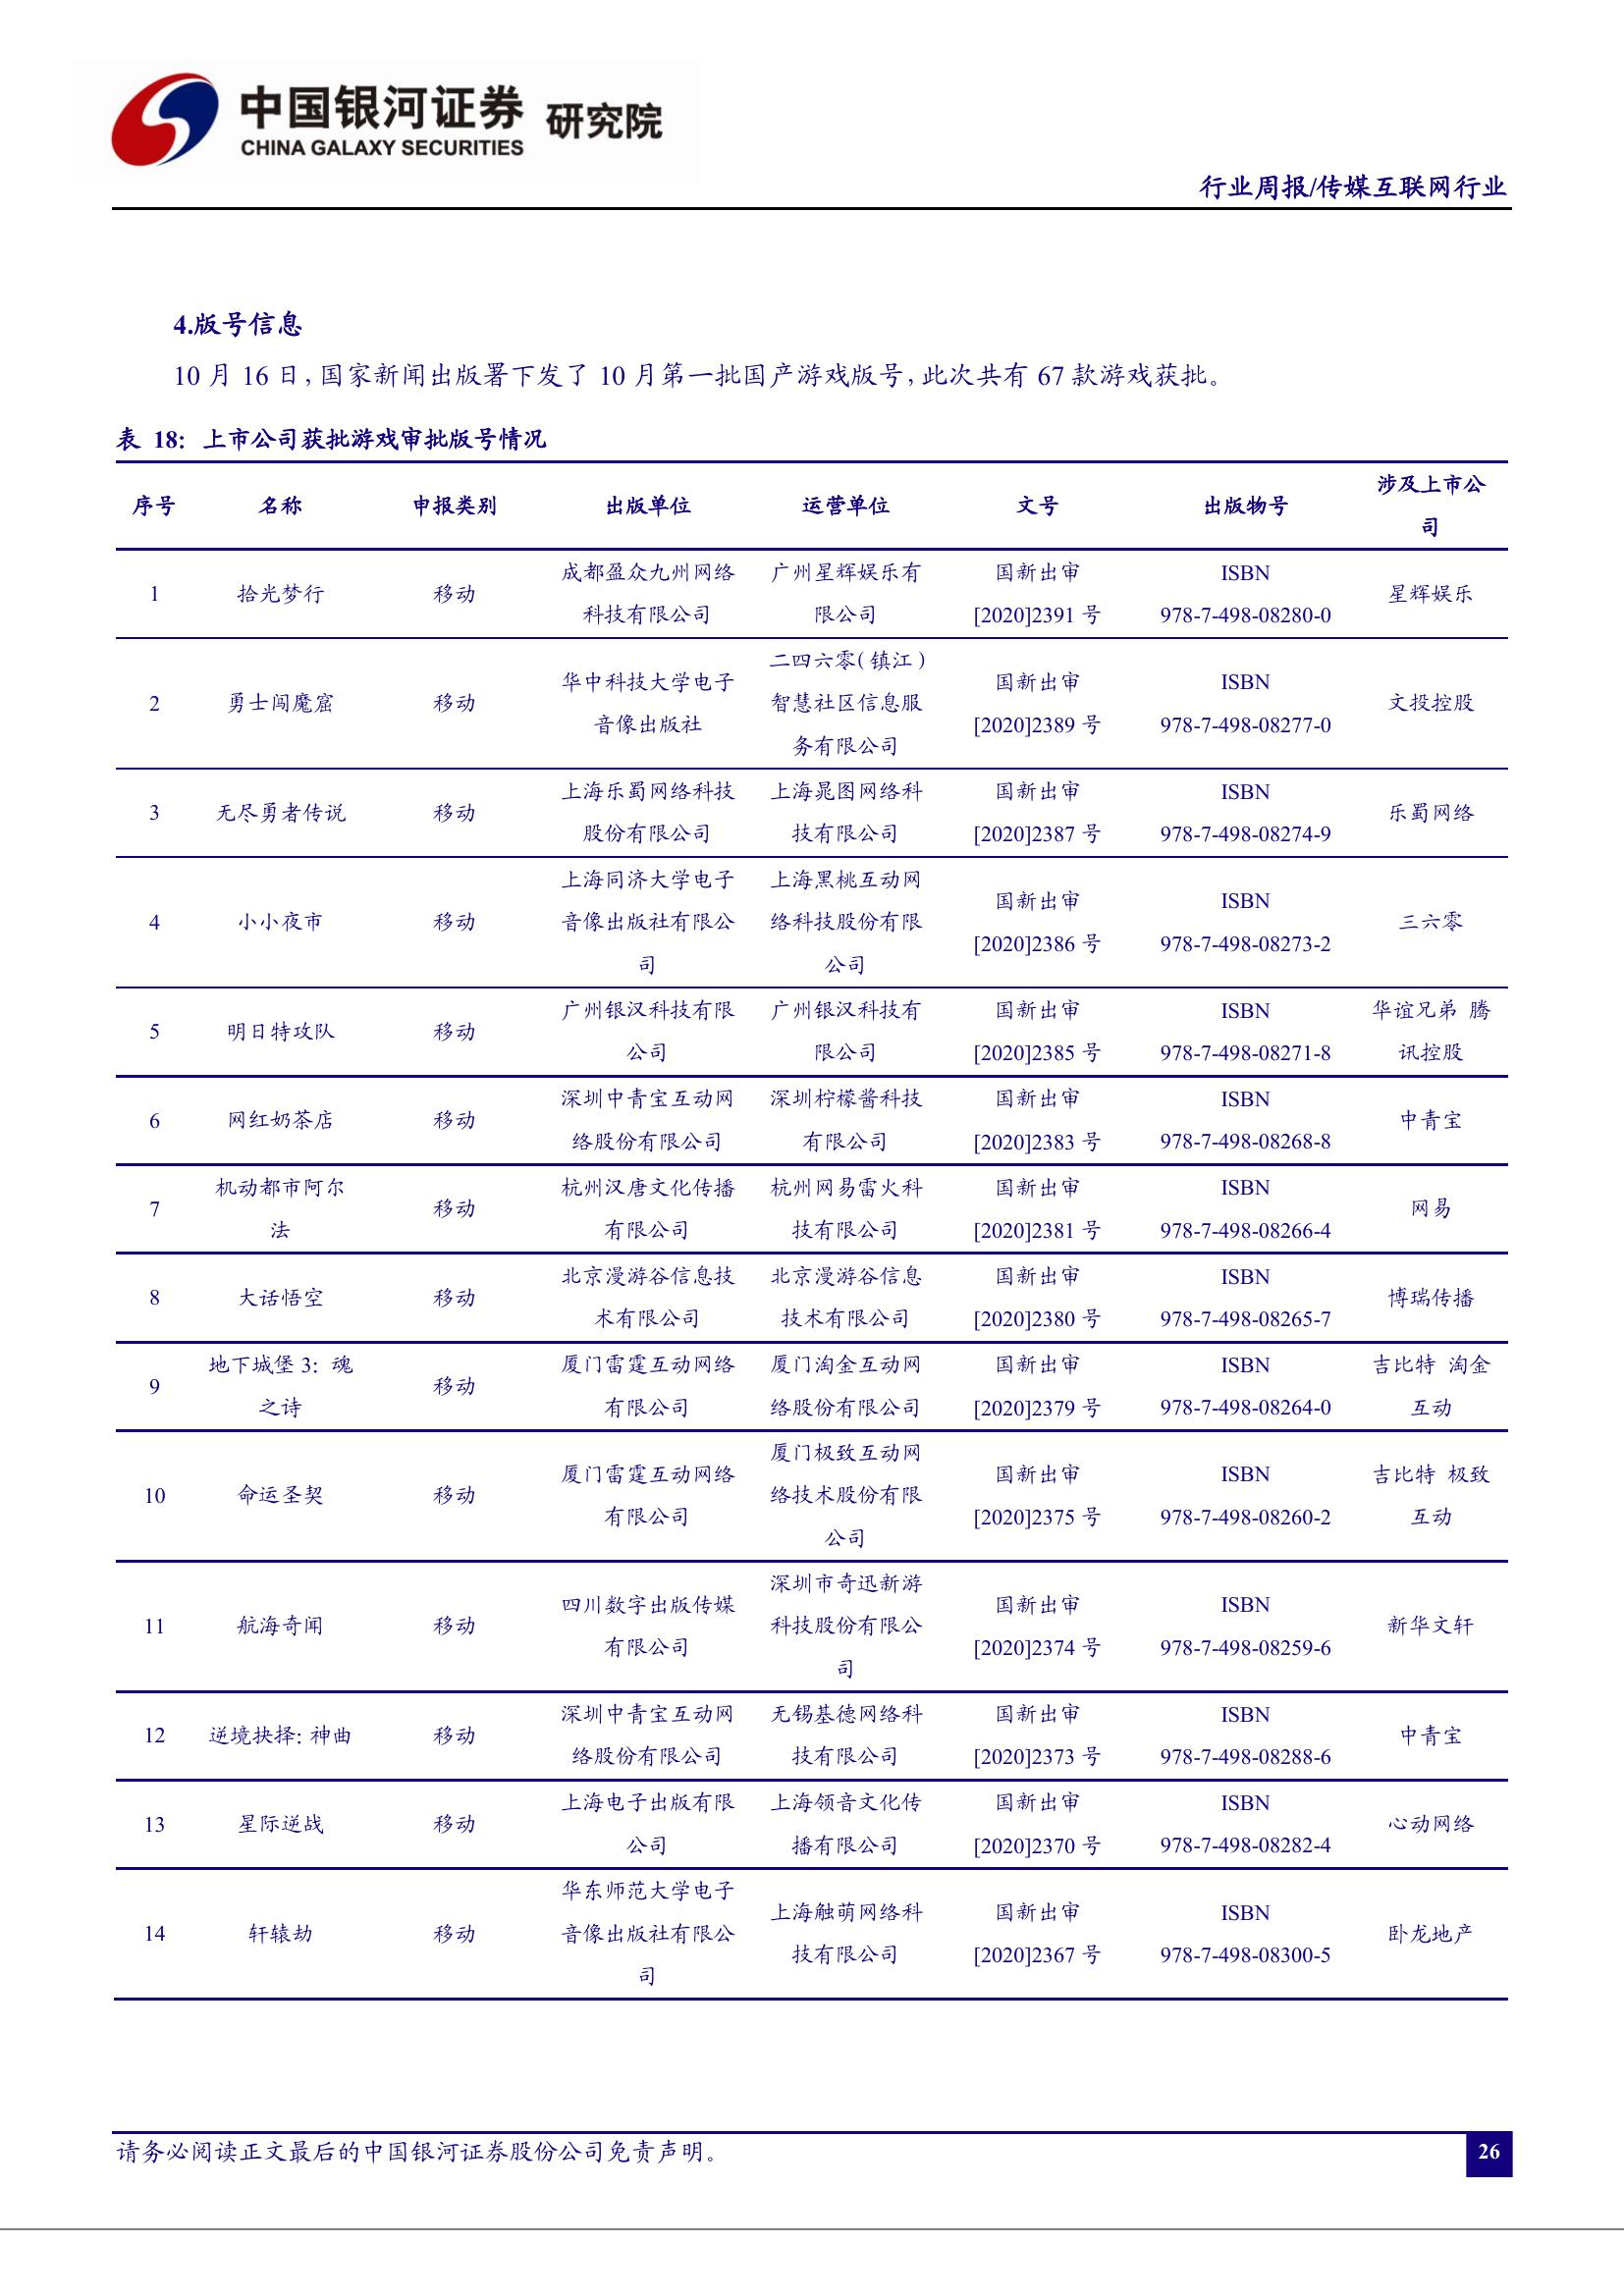 中国银河证券 研究院
CHINA GALAXY SECURITIES
行业周报/传媒互联网行业
4.版号信息
10 月 16 日，国家新闻出版署下发了 10 月第一批国产游戏版号，此次共有 67 款游戏获批。
表 18：上市公司获批游戏审批版号情况
序号 名称 申报类别 出版单位 运营单位 文号 出版物号 涉及上市公
司
1 拾光梦行 移动 成都盈众九州网络 广州星辉娱乐有 国新出审 ISBN 星辉娱乐
科技有限公司 限公司 [2020]2391 号 978-7-498-08280-0
2 勇士闯魔窟 移动 华中科技大学电子 二四六零（镇江） 国新出审 ISBN 文投控股
音像出版社 智慧社区信息服 [2020]2389 号 978-7-498-08277-0
务有限公司
3 无尽勇者传说 移动 上海乐蜀网络科技 上海晁图网络科 国新出审 ISBN 乐蜀网络
股份有限公司 技有限公司 [2020]2387 号 978-7-498-08274-9
4 小小夜市 移动 上海同济大学电子 上海黑桃互动网 国新出审 ISBN 三六零
音像出版社有限公 络科技股份有限 [2020]2386 号 978-7-498-08273-2
司 公司
5 明日特攻队 移动 广州银汉科技有限 广州银汉科技有 国新出审 ISBN 华谊兄弟 腾
公司 限公司 [2020]2385 号 978-7-498-08271-8 讯控股
6 网红奶茶店 移动 深圳中青宝互动网 深圳柠檬酱科技 国新出审 ISBN 中青宝
络股份有限公司 有限公司 [2020]2383 号 978-7-498-08268-8
7 机动都市阿尔 移动 杭州汉唐文化传播 杭州网易雷火科 国新出审 ISBN 网易
法 有限公司 技有限公司 [2020]2381 号 978-7-498-08266-4
8 大话悟空 移动 北京漫游谷信息技 北京漫游谷信息 国新出审 ISBN 博瑞传播
术有限公司 技术有限公司 [2020]2380 号 978-7-498-08265-7
9 地下城堡 3：魂 移动 厦门雷霆互动网络 厦门淘金互动网 国新出审 ISBN 吉比特 淘金
之诗 有限公司 络股份有限公司 [2020]2379 号 978-7-498-08264-0 互动
10 命运圣契 移动 厦门雷霆互动网络 厦门极致互动网 国新出审 ISBN 吉比特 极致
有限公司 络技术股份有限 [2020]2375 号 978-7-498-08260-2 互动
公司
11 航海奇闻 移动 四川数字出版传媒 深圳市奇迅新游 国新出审 ISBN 新华文轩
有限公司 科技股份有限公 [2020]2374 号 978-7-498-08259-6
司
12 逆境抉择：神曲 移动 深圳中青宝互动网 无锡基德网络科 国新出审 ISBN 中青宝
络股份有限公司 技有限公司 [2020]2373 号 978-7-498-08288-6
13 星际逆战 移动 上海电子出版有限 上海领音文化传 国新出审 ISBN 心动网络
公司 播有限公司 [2020]2370 号 978-7-498-08282-4
14 轩辕劫 移动 华东师范大学电子 上海触萌网络科 国新出审 ISBN 卧龙地产
音像出版社有限公 技有限公司 [2020]2367 号 978-7-498-08300-5
司
请务必阅读正文最后的中国银河证券股份公司免责声明。
26